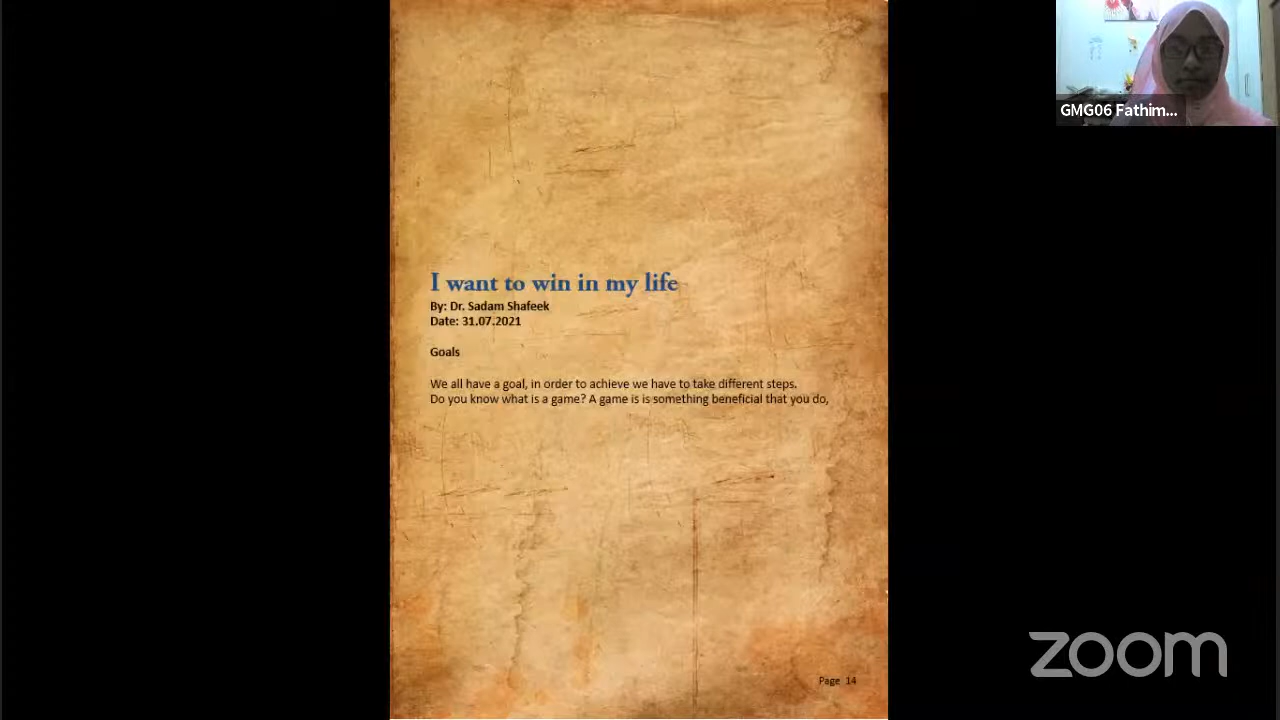 GMG06 Fathim...
I want to win in my life
By: Dr. Sadam Shafeek
Date: 31.07.2021
Goals
We all have a goal, in order to achieve we have to take different steps.
Do you know what is a game? A game is is something beneficial that you do,
Page 14
zoom